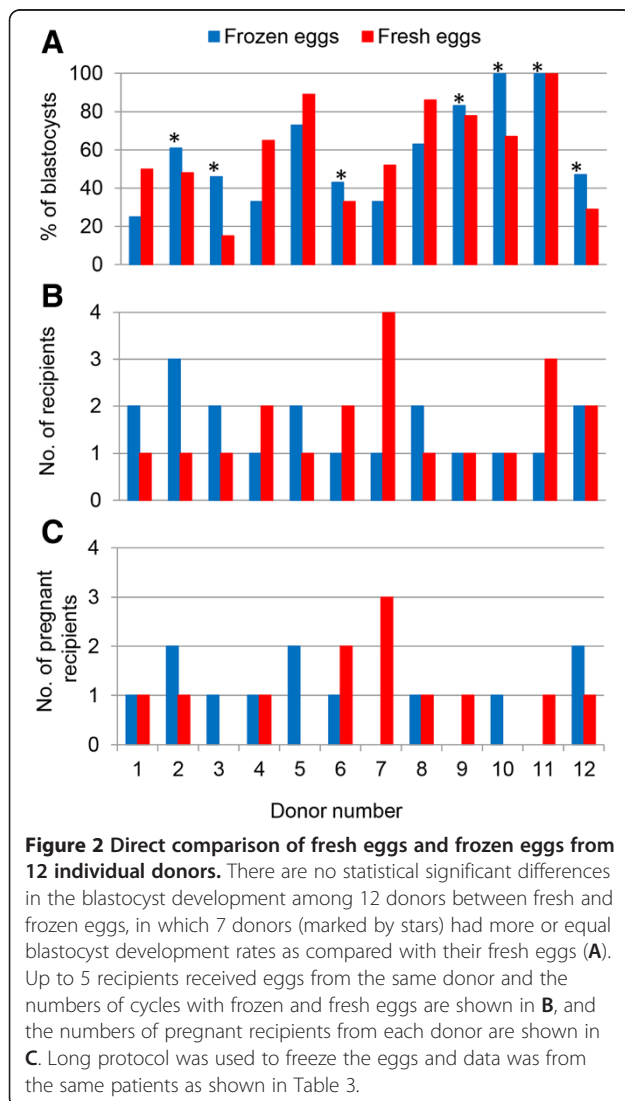 A
Frozen eggs Fresh eggs
% of blastocysts
100
80
60
40
20
0
* * * * * * *
B
No. of recipients
4
3
2
1
0
C
No. of pregnant
recipients
4
3
2
1
0
1 2 3 4 5 6 7 8 9 10 11 12
Donor number
Figure 2 Direct comparison of fresh eggs and frozen eggs from
12 individual donors. There are no statistical significant differences
in the blastocyst development among 12 donors between fresh and
frozen eggs, in which 7 donors (marked by stars) had more or equal
blastocyst development rates as compared with their fresh eggs (A).
Up to 5 recipients received eggs from the same donor and the
numbers of cycles with frozen and fresh eggs are shown in B, and
the numbers of pregnant recipients from each donor are shown in
C. Long protocol was used to freeze the eggs and data was from
the same patients as shown in Table 3.